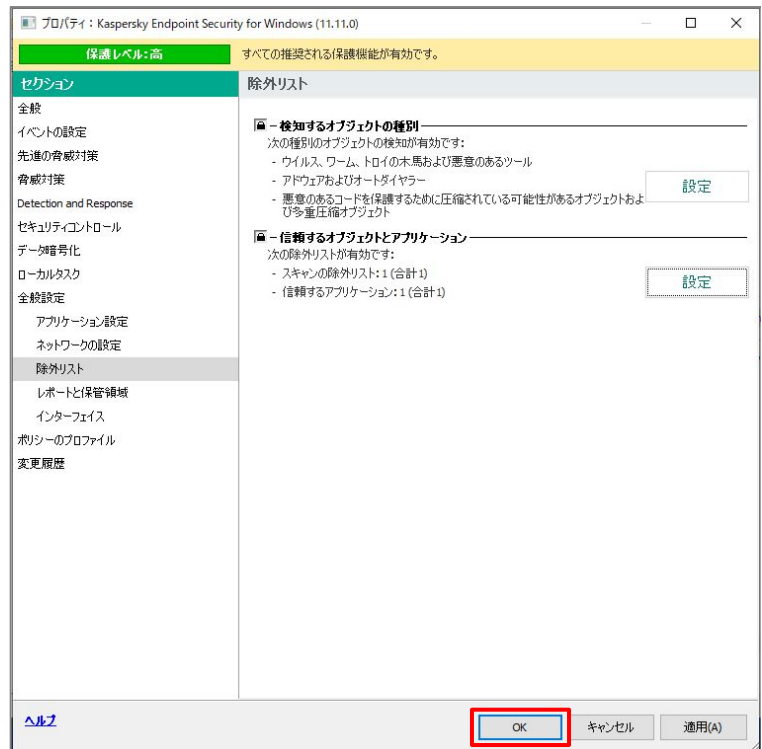 プロパティ：Kaspersky Endpoint Security for Windows (11.11.0)
保護レベル：高
すべての推奨される保護機能が有効です。
セクション
全般
イベントの設定
先進の脅威対策
脅威対策
Detection and Response
セキュリティコントロール
データ暗号化
ローカルタスク
全般設定
アプリケーション設定
ネットワークの設定
除外リスト
レポートと保管領域
インターフェイス
ポリシーのプロファイル
変更履歴
除外リスト
検知するオブジェクトの種別
次の種別のオブジェクトの検知が有効です：
- ウイルス、ワーム、トロイの木馬および悪意のあるツール
- アドウェアおよびオートダイヤラー
- 悪意のあるコードを保護するために圧縮されている可能性があるオブジェクトおよ
び多重圧縮オブジェクト
設定
信頼するオブジェクトとアプリケーション
次の除外リストが有効です：
- スキャンの除外リスト：1 (合計1)
- 信頼するアプリケーション：1 (合計1)
設定
ヘルプ
OK
キャンセル
適用(A)